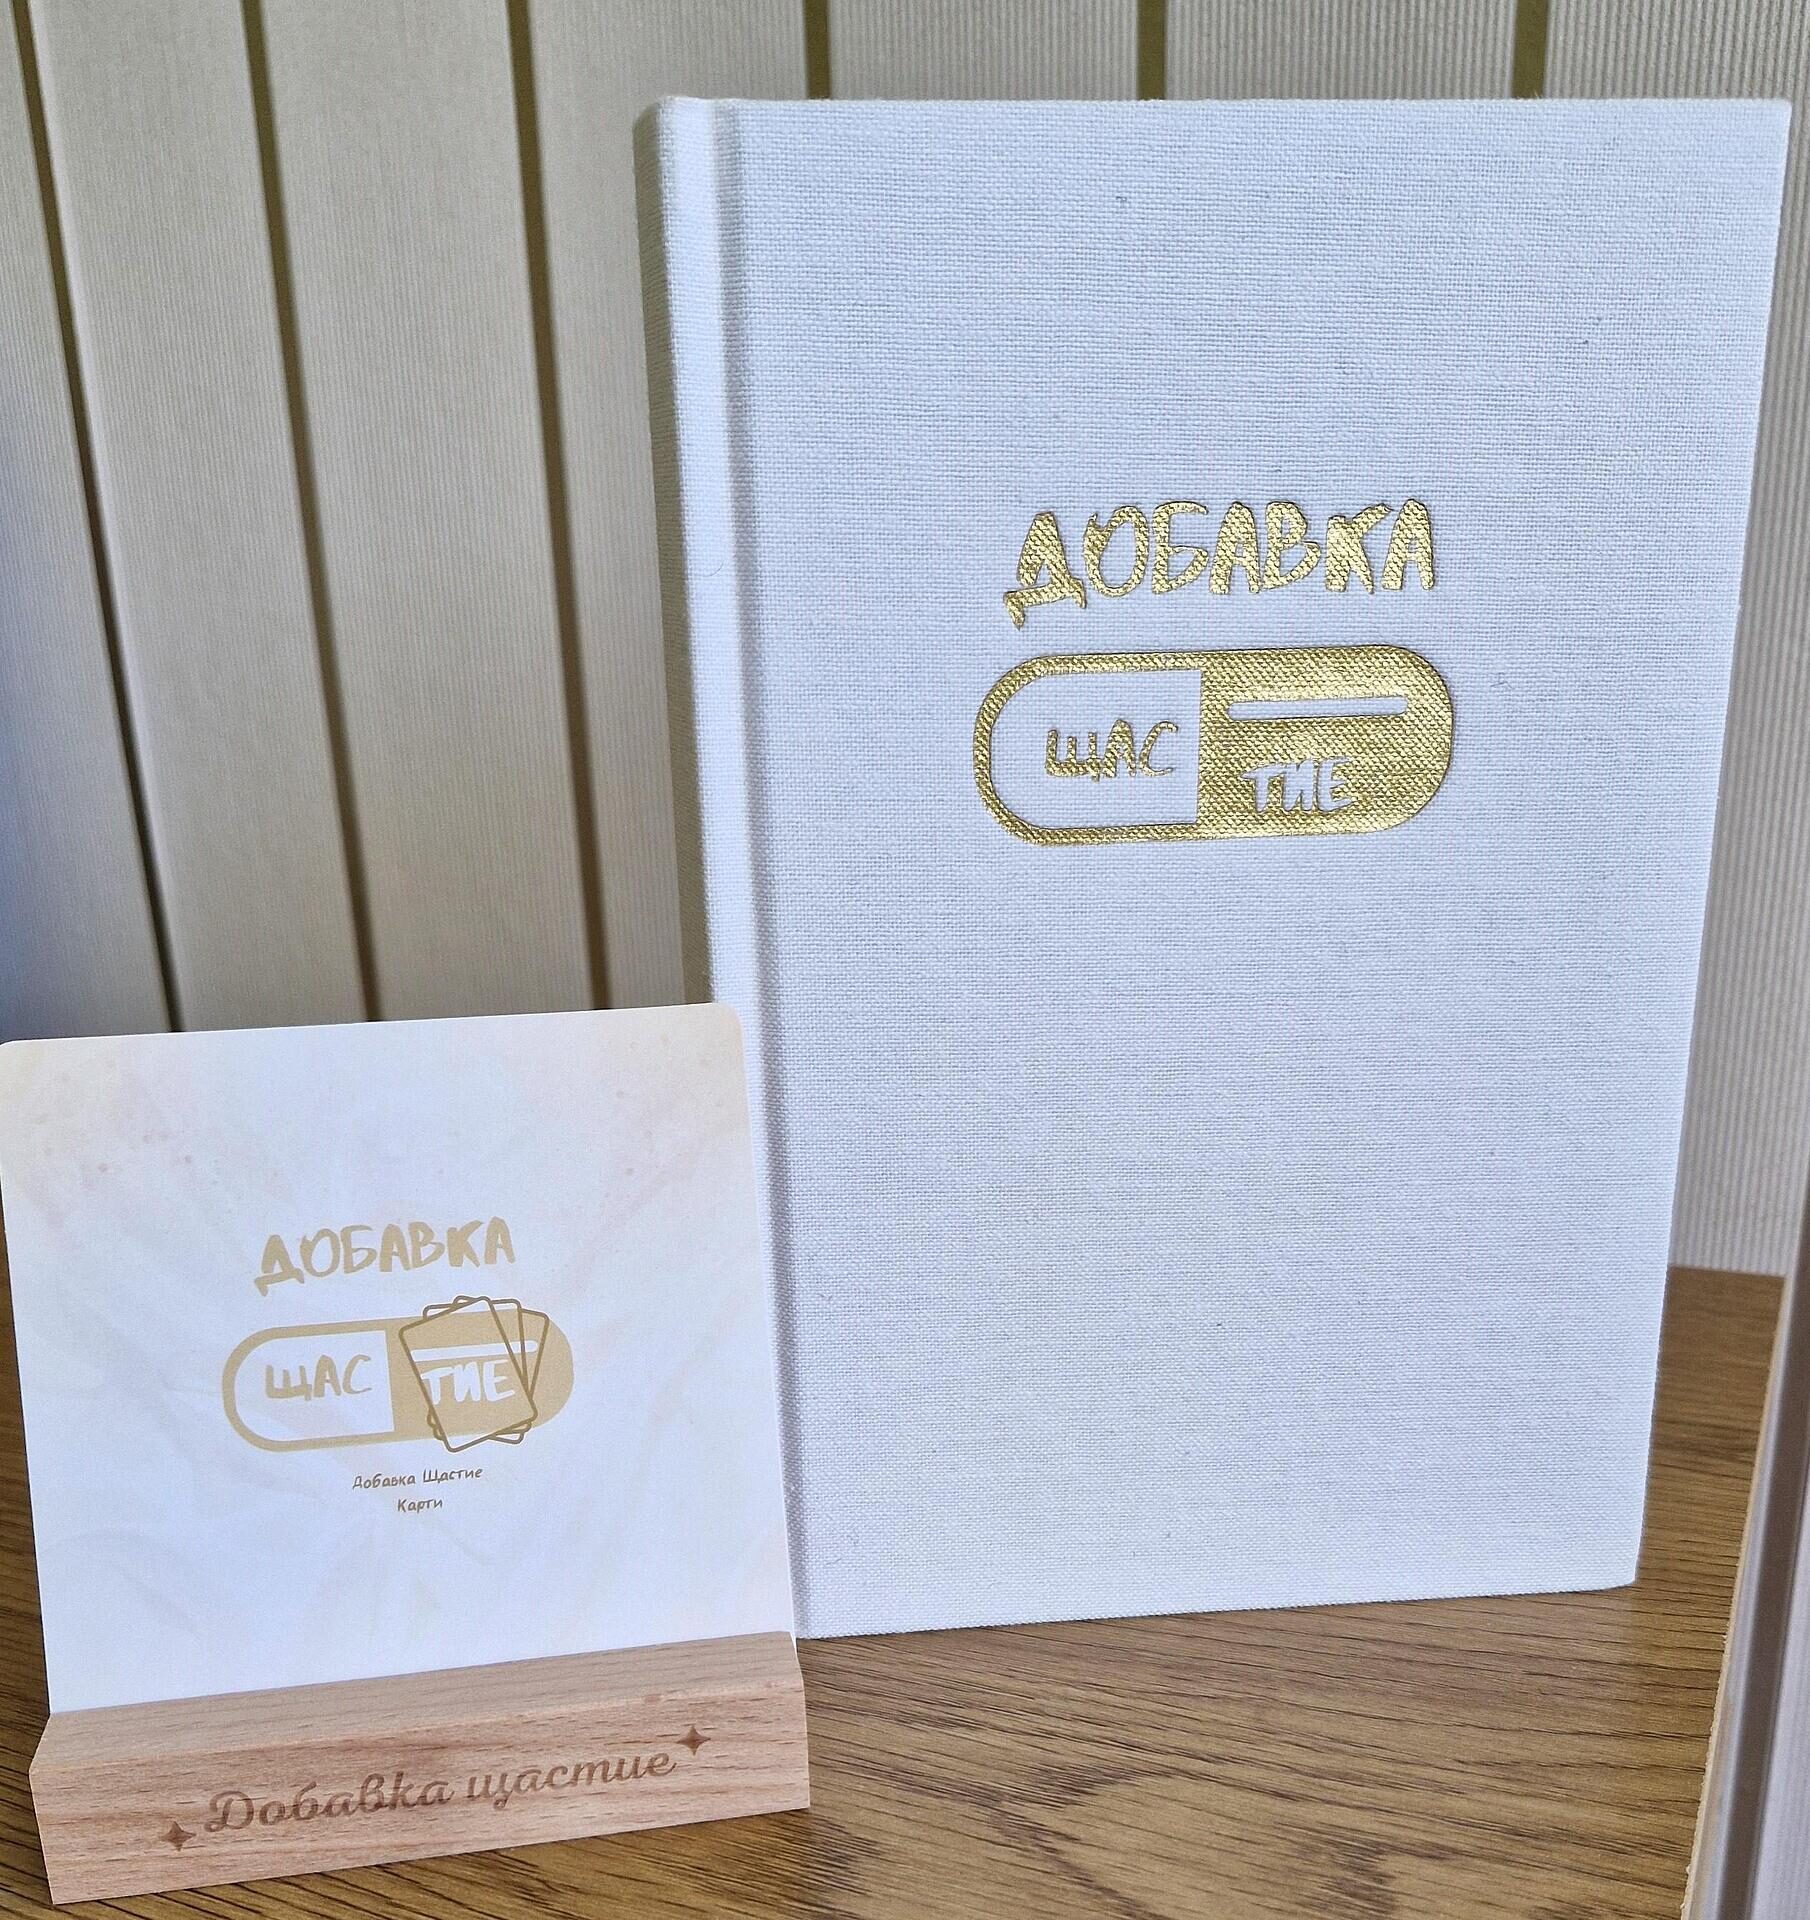 ДОБАВКА
ЩАС
ТИЕ
ДОБАВКА
ЩАС
ТИЕ
Добавка Щастие
Карти
Добавка щастие